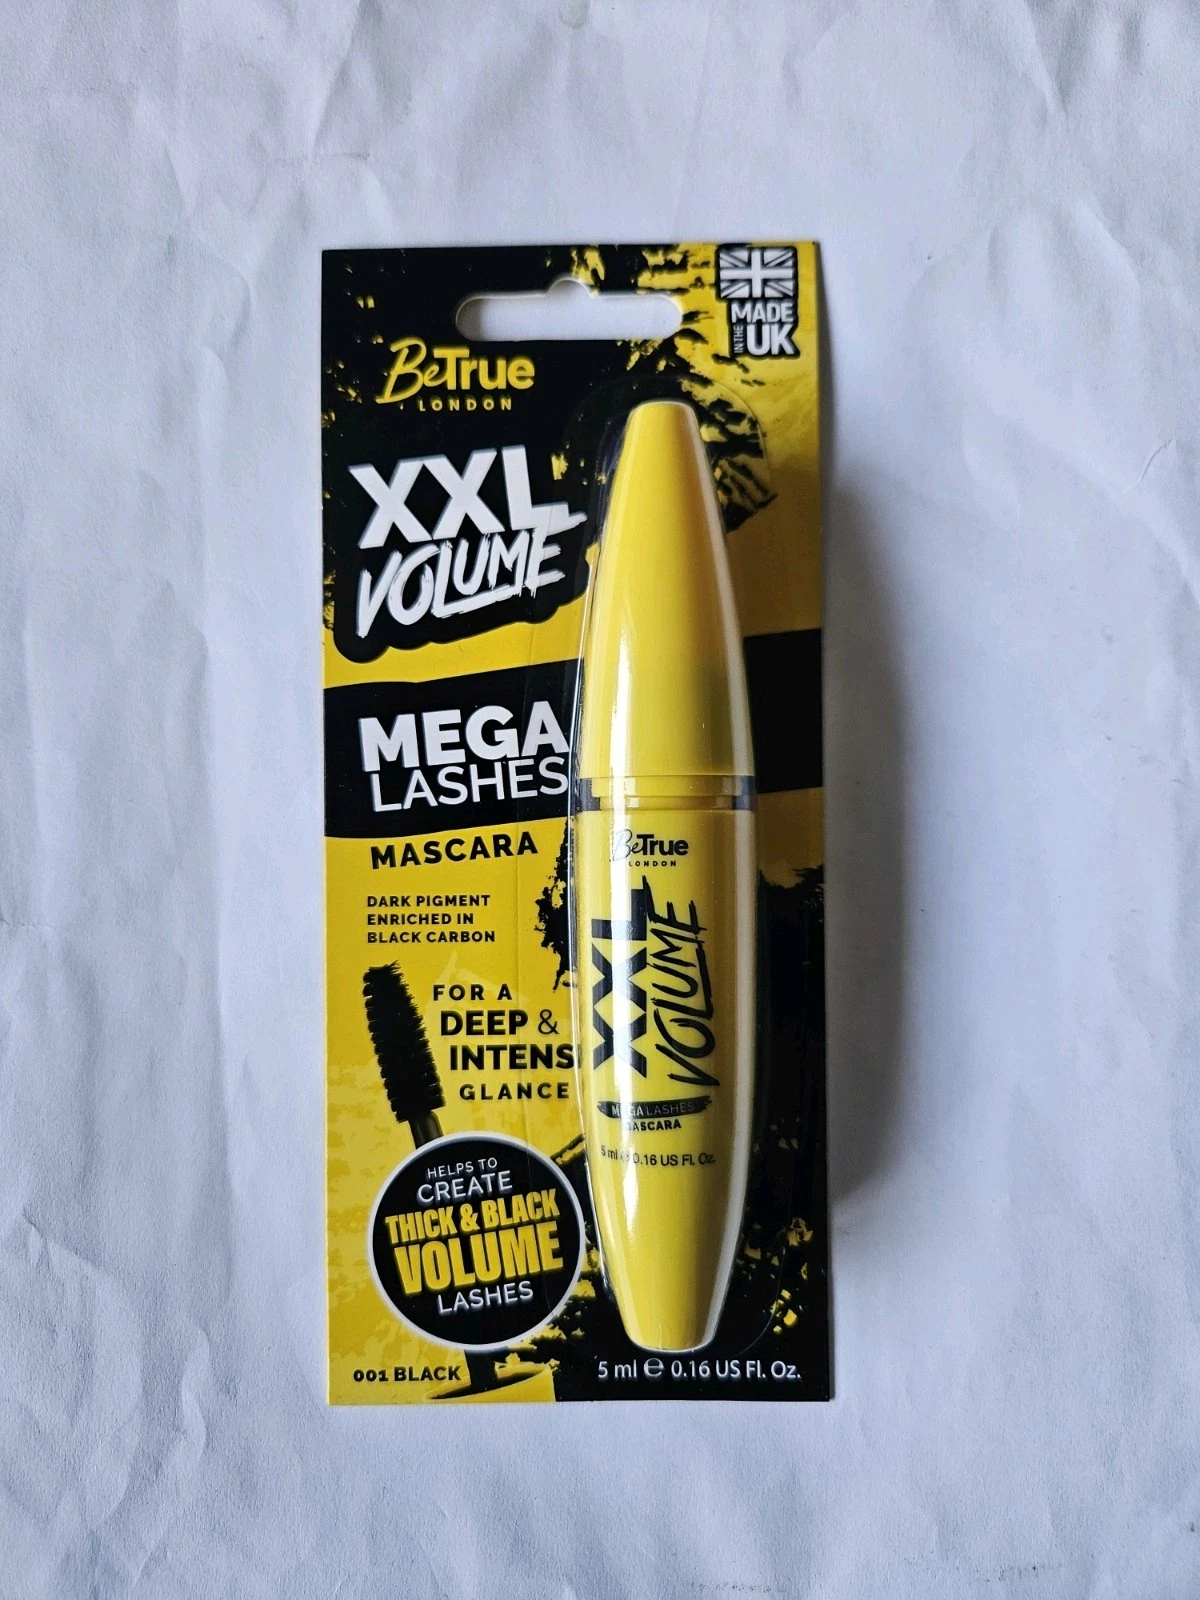 MADE
IN THE UK
BeTrue
LONDON
XXL
VOLUME
MEGA
LASHES
MASCARA
DARK PIGMENT
ENRICHED IN
BLACK CARBON
FOR A
DEEP &
INTENS
GLANCE
HELPS TO
CREATE
THICK & BLACK
VOLUME
LASHES
001 BLACK
5 ml ℮ 0.16 US Fl. Oz.
BeTrue
LONDON
XXL
VOLUME
MEGA LASHES
MASCARA
5 ml ℮ 0.16 US Fl. Oz.